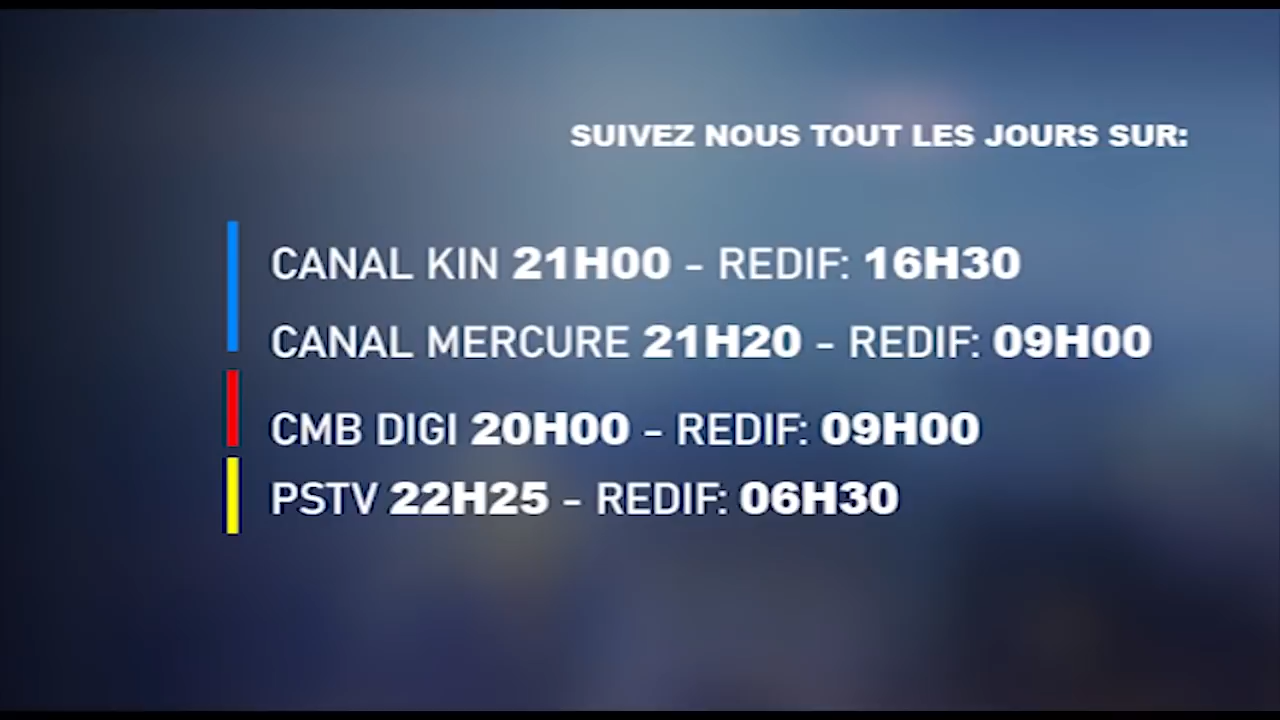 SUIVEZ NOUS TOUT LES JOURS SUR:
CANAL KIN 21H00 - REDIF: 16H30
CANAL MERCURE 21H20 - REDIF: 09H00
CMB DIGI 20H00 - REDIF: 09H00
PSTV 22H25 - REDIF: 06H30